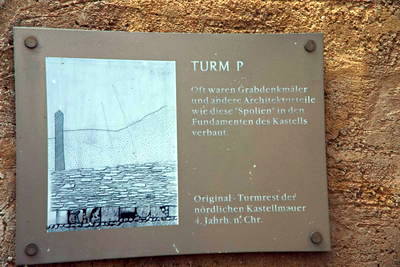 TURM P
Oft waren Grabdenkmäler
und andere Architekturteile
wie diese "Spolien" in den
Fundamenten des Kastells
verbaut.
Original-Turmrest der
nördlichen Kastellmauer
4. Jahrh. n. Chr.